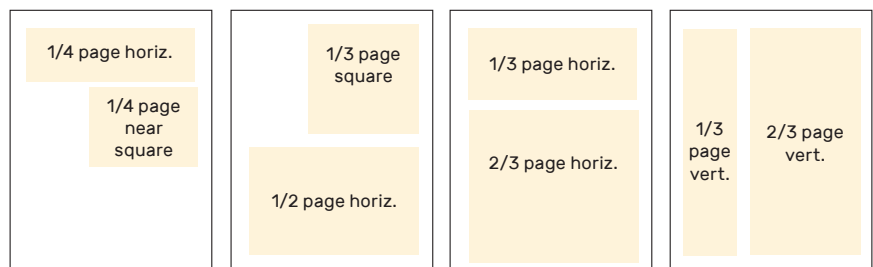 1/4 page horiz.
1/4 page
near
square
1/3 page
square
1/2 page horiz.
1/3 page horiz.
2/3 page horiz.
1/3
page
vert.
2/3 page
vert.